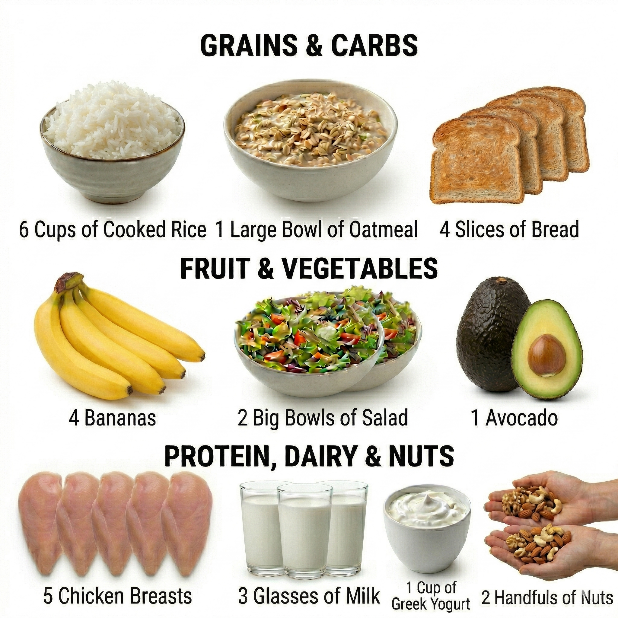 GRAINS & CARBS
6 Cups of Cooked Rice
1 Large Bowl of Oatmeal
4 Slices of Bread
FRUIT & VEGETABLES
4 Bananas
2 Big Bowls of Salad
1 Avocado
PROTEIN, DAIRY & NUTS
5 Chicken Breasts
3 Glasses of Milk
1 Cup of
Greek Yogurt
2 Handfuls of Nuts